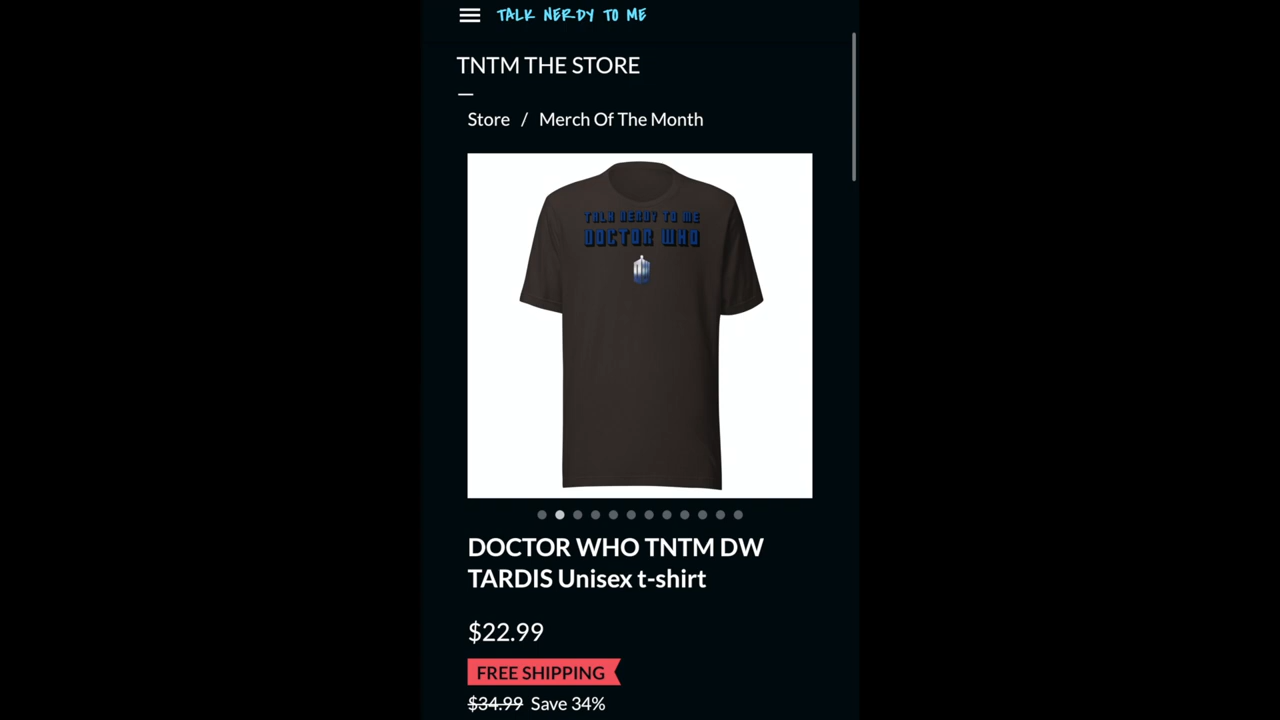 TALK NERDY TO ME
TNTM THE STORE
Store / Merch Of The Month
TALK NERDY TO ME
DOCTOR WHO
DOCTOR WHO TNTM DW
TARDIS Unisex t-shirt
$22.99
FREE SHIPPING
$34.99 Save 34%